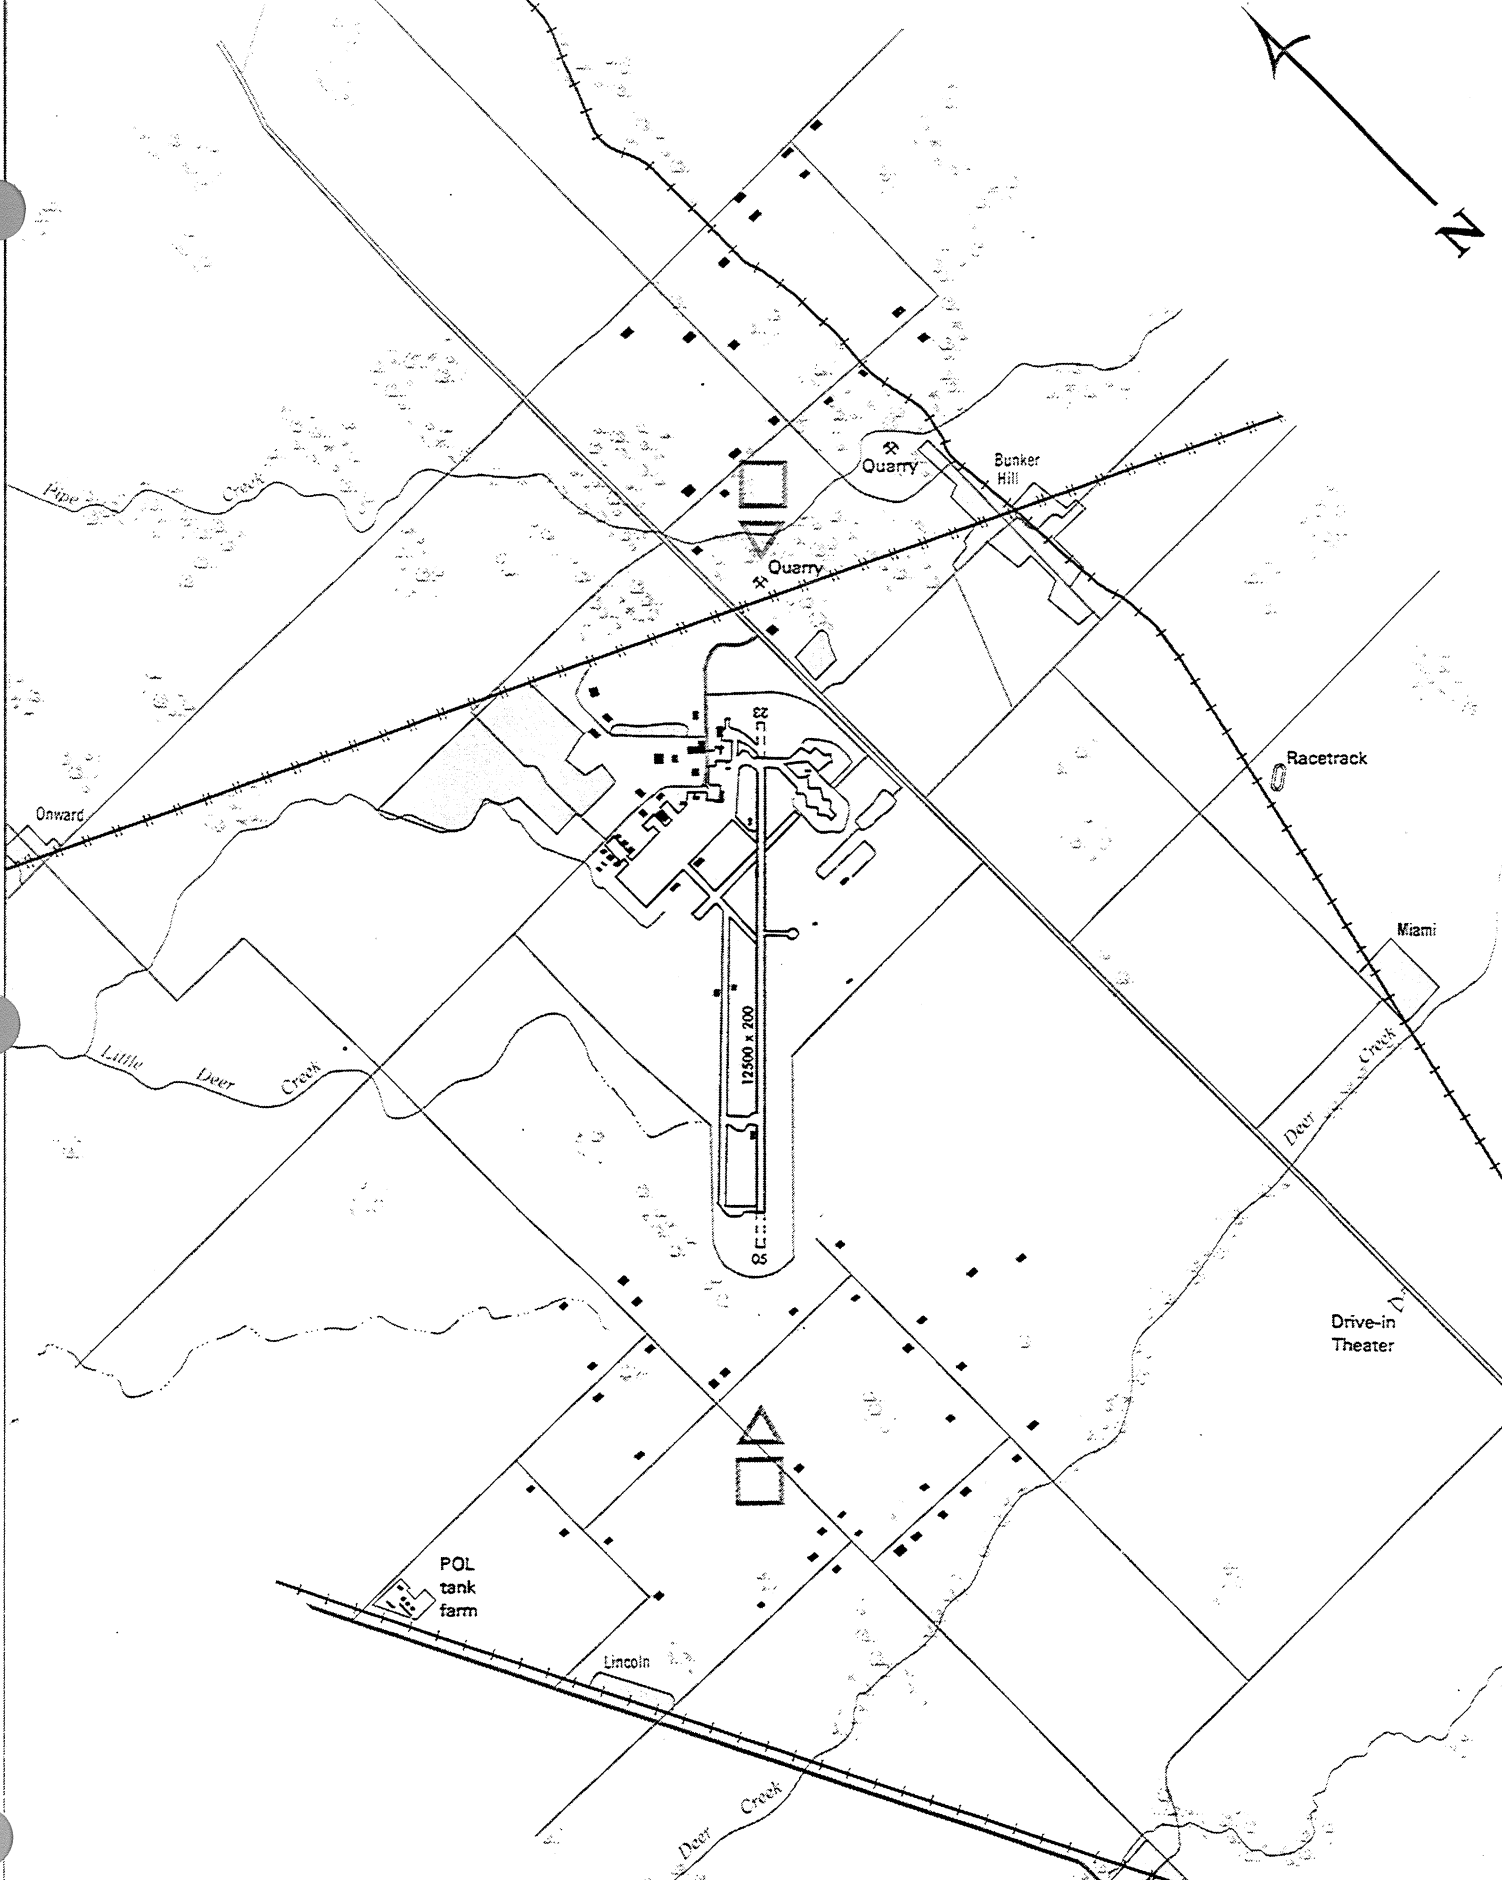 N
Pipe Creek
Quarry
Bunker
Hill
Quarry
23
Racetrack
Onward
Miami
12500 x 200
Little Deer Creek
Deer Creek
05
Drive-in
Theater
POL
tank
farm
Lincoln
Deer Creek